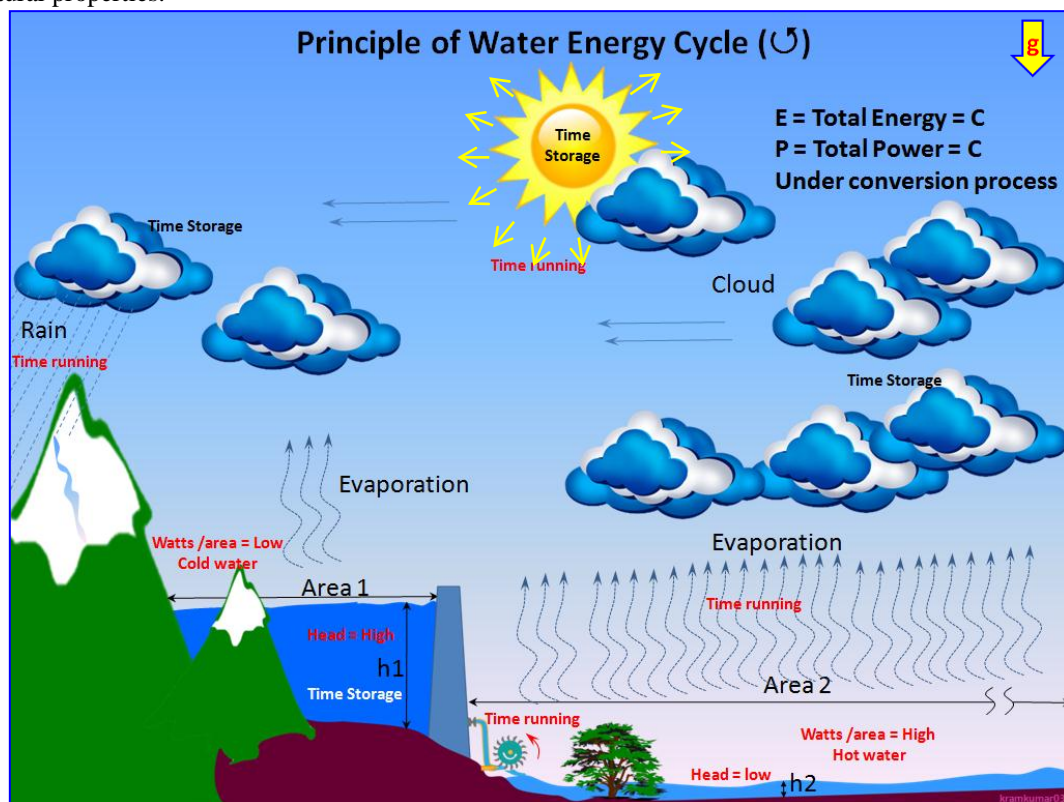 Principle of Water Energy Cycle (↺)
g
E = Total Energy = C
P = Total Power = C
Under conversion process
Time
Storage
Time Storage
Time running
Cloud
Rain
Time running
Time Storage
Evaporation
Evaporation
Watts /area = Low
Cold water
Area 1
Time running
Head = High
h1
Area 2
Time Storage
Time running
Watts /area = High
Hot water
Head = low
h2